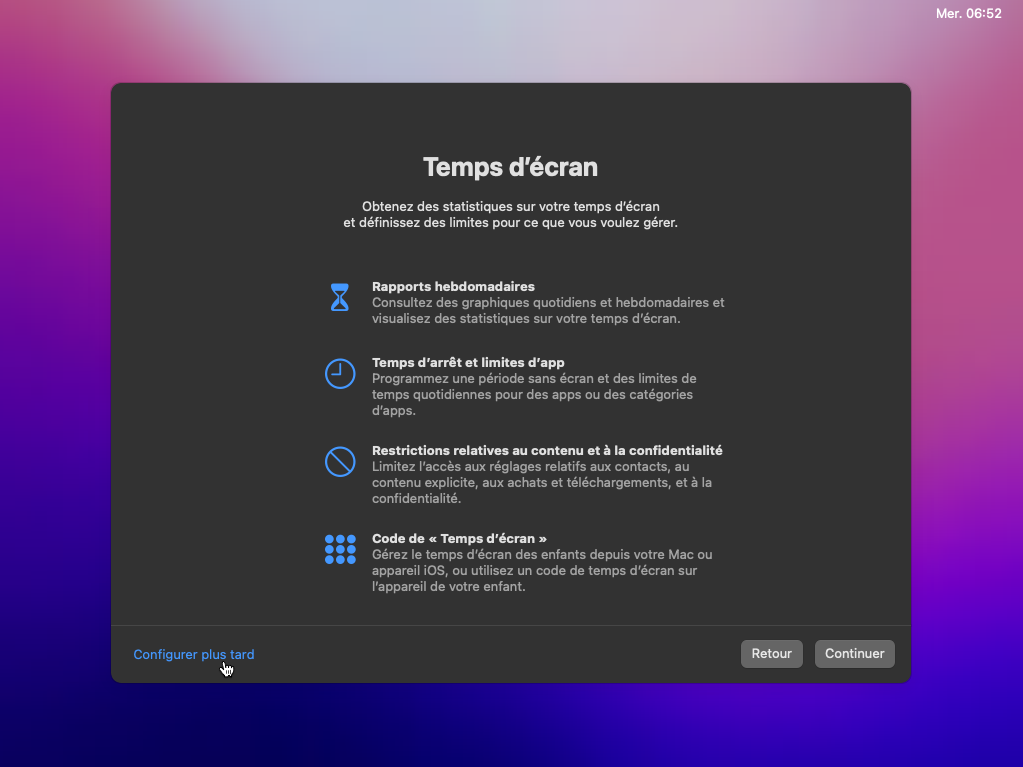 Mer. 06:52
Temps d’écran
Obtenez des statistiques sur votre temps d’écran
et définissez des limites pour ce que vous voulez gérer.
Rapports hebdomadaires
Consultez des graphiques quotidiens et hebdomadaires et
visualisez des statistiques sur votre temps d’écran.
Temps d’arrêt et limites d’app
Programmez une période sans écran et des limites de
temps quotidiennes pour des apps ou des catégories
d’apps.
Restrictions relatives au contenu et à la confidentialité
Limitez l’accès aux réglages relatifs aux contacts, au
contenu explicite, aux achats et téléchargements, et à la
confidentialité.
Code de « Temps d’écran »
Gérez le temps d’écran des enfants depuis votre Mac ou
appareil iOS, ou utilisez un code de temps d’écran sur
l’appareil de votre enfant.
Configurer plus tard
Retour
Continuer